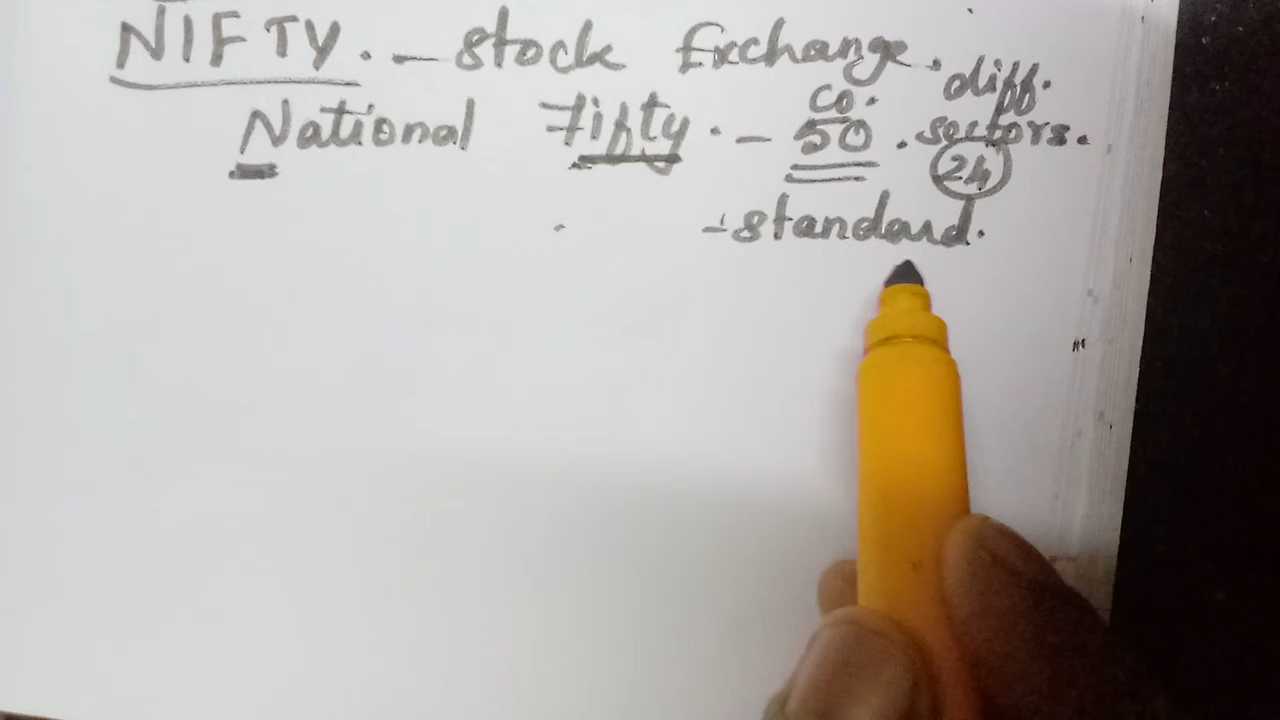 NIFTY. - stock Exchange.
National Fifty. - 50 co. . diff. sectors.
24
- standard.